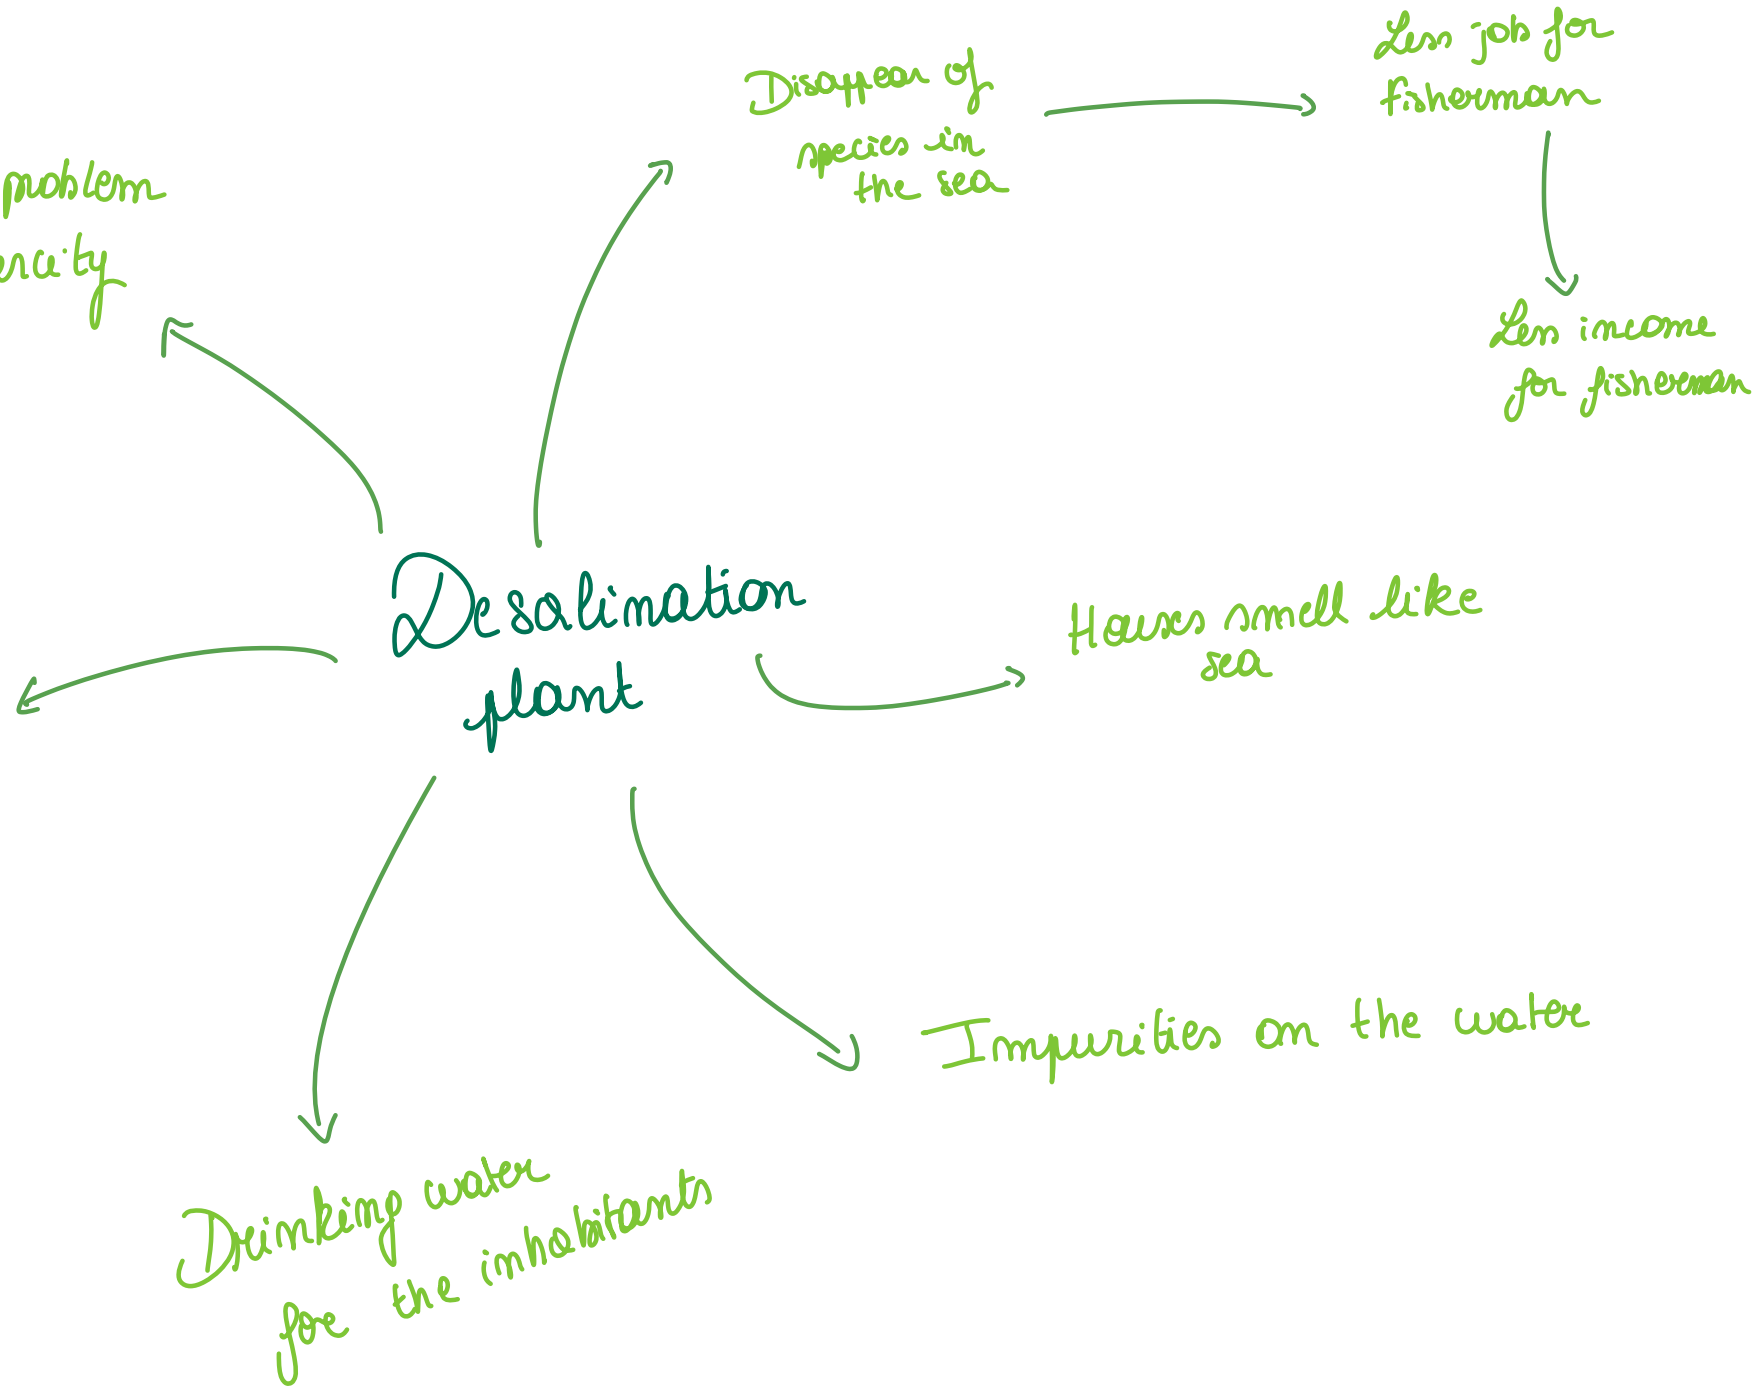 Disappear of
species in
the sea
Less job for
fisherman
Less income
for fisherman
problem
Desalination
plant
Houses smell like
sea
Impurities on the water
Drinking water
for the inhabitants